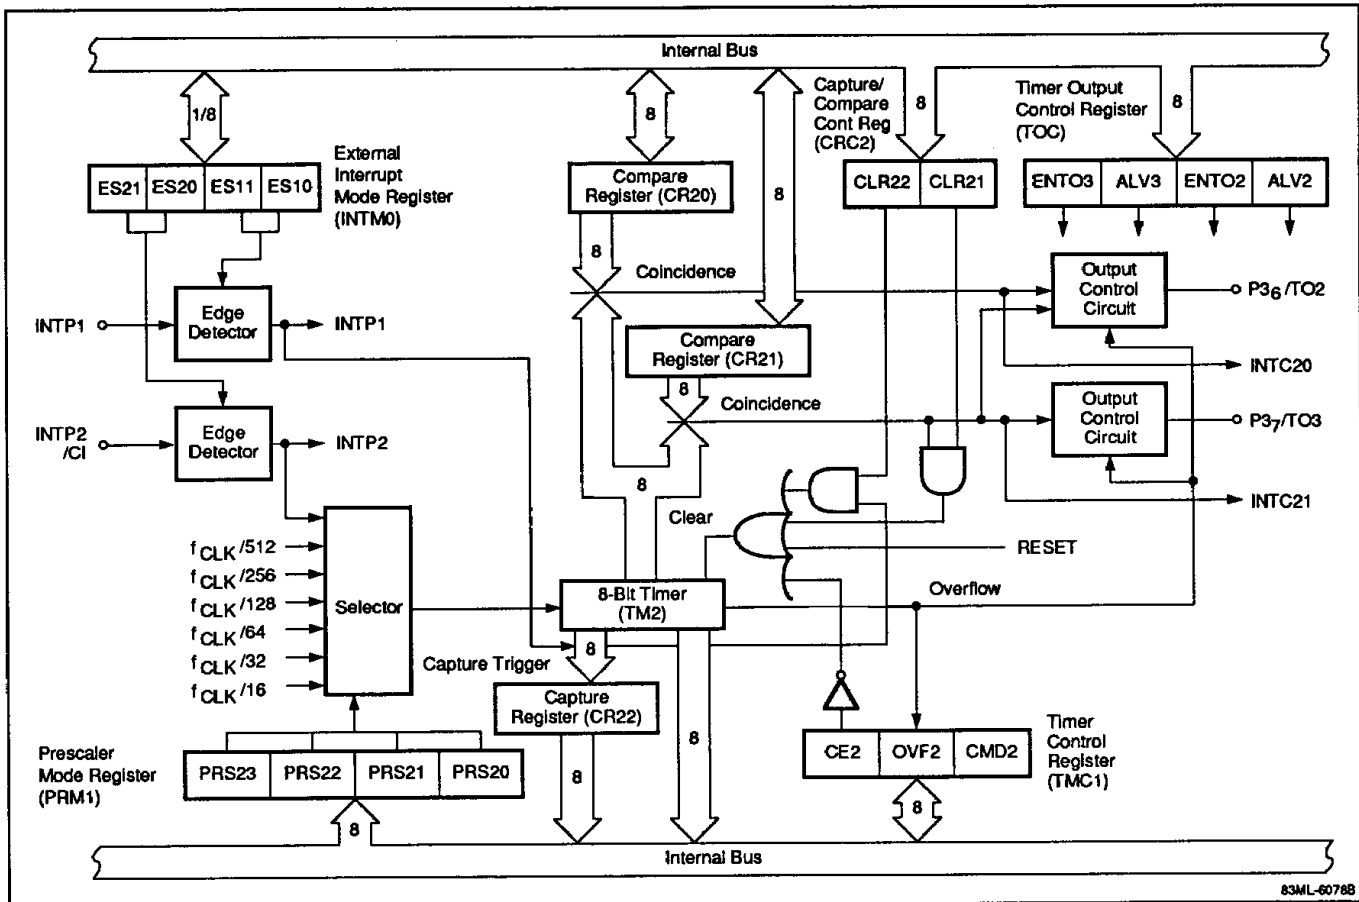 Internal Bus
1/8
8
8
8
8
Capture/
Compare
Cont Reg
(CRC2)
Timer Output
Control Register
(TOC)
External
Interrupt
Mode Register
(INTM0)
ES21 ES20 ES11 ES10
Compare
Register (CR20)
CLR22 CLR21
ENTO3 ALV3 ENTO2 ALV2
8
Coincidence
Output
Control
Circuit
P36/TO2
INTP1
Edge
Detector
INTP1
Compare
Register (CR21)
INTC20
8
Coincidence
Output
Control
Circuit
P37/TO3
INTP2
/CI
Edge
Detector
INTP2
8
Clear
INTC21
RESET
fCLK/512
fCLK/256
fCLK/128
fCLK/64
fCLK/32
fCLK/16
Selector
8-Bit Timer
(TM2)
Overflow
8
Capture Trigger
Capture
Register (CR22)
Prescaler
Mode Register
(PRM1)
PRS23 PRS22 PRS21 PRS20
8
8
CE2 OVF2 CMD2
Timer
Control
Register
(TMC1)
8
8
Internal Bus
83ML-6078B